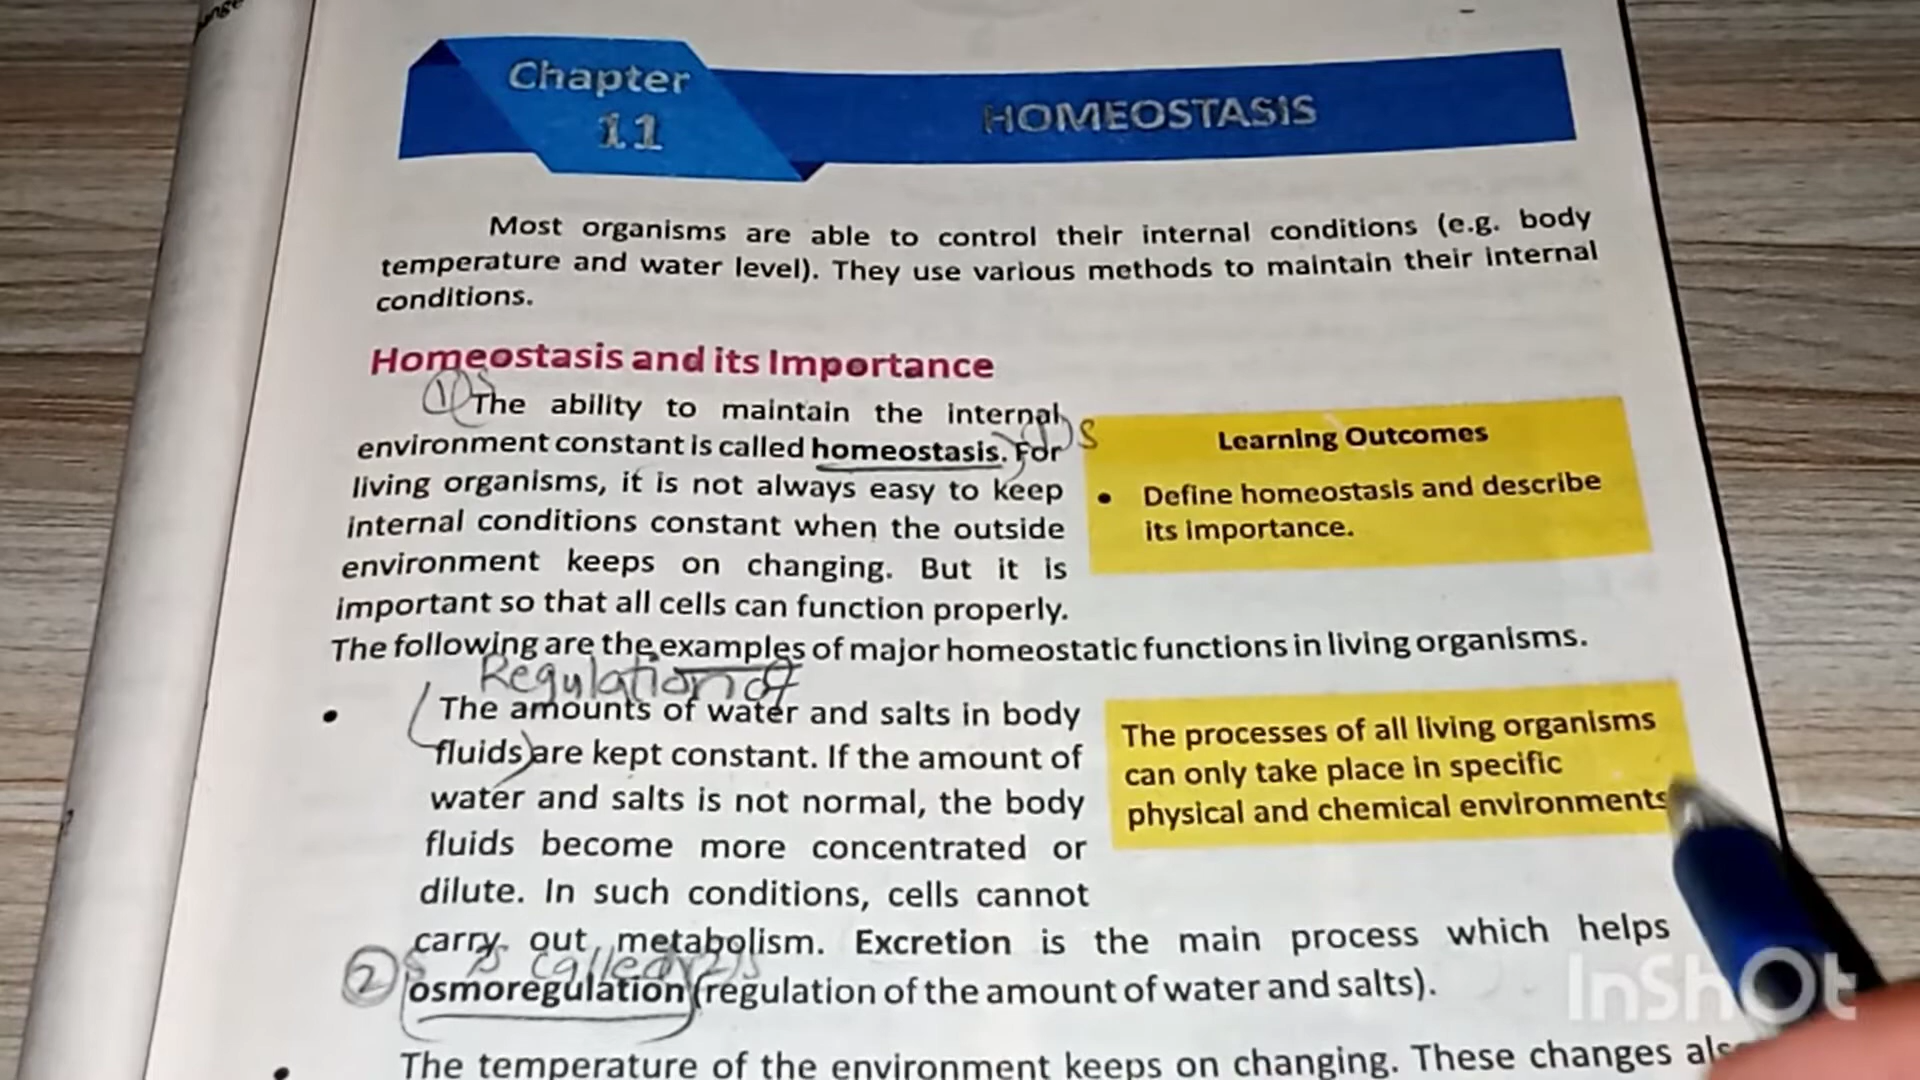 Chapter
11
HOMEOSTASIS
Most organisms are able to control their internal conditions (e.g. body
temperature and water level). They use various methods to maintain their internal
conditions.
Homeostasis and its Importance
①S The ability to maintain the internal
environment constant is called homeostasis. For
living organisms, it is not always easy to keep
internal conditions constant when the outside
environment keeps on changing. But it is
important so that all cells can function properly.
Learning Outcomes
• Define homeostasis and describe
its importance.
The following are the examples of major homeostatic functions in living organisms.
Regulation of
• The amounts of water and salts in body
fluids) are kept constant. If the amount of
water and salts is not normal, the body
fluids become more concentrated or
dilute. In such conditions, cells cannot
carry out metabolism. Excretion is the main process which helps
② S is called
osmoregulation (regulation of the amount of water and salts).
The processes of all living organisms
can only take place in specific
physical and chemical environments
• The temperature of the environment keeps on changing. These changes
InShOt